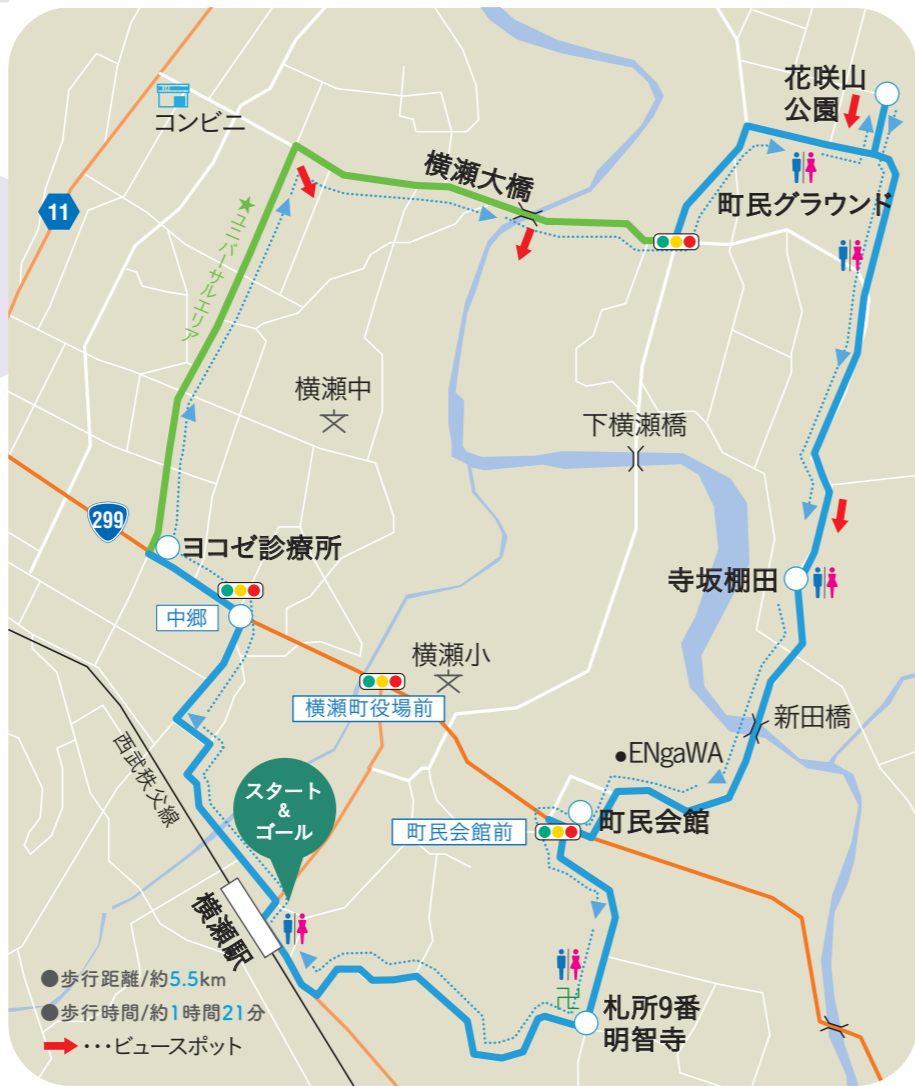 花咲山
公園
コンビニ
横瀬大橋
町民グラウンド
11
★ユニバーサルエリア
横瀬中
下横瀬橋
299
ヨコゼ診療所
寺坂棚田
中郷
横瀬小
横瀬町役場前
新田橋
西武秩父線
●ENgaWA
スタート
&
ゴール
町民会館
町民会館前
横瀬駅
●歩行距離/約5.5km
●歩行時間/約1時間21分
・・・ビュースポット
札所9番
明智寺